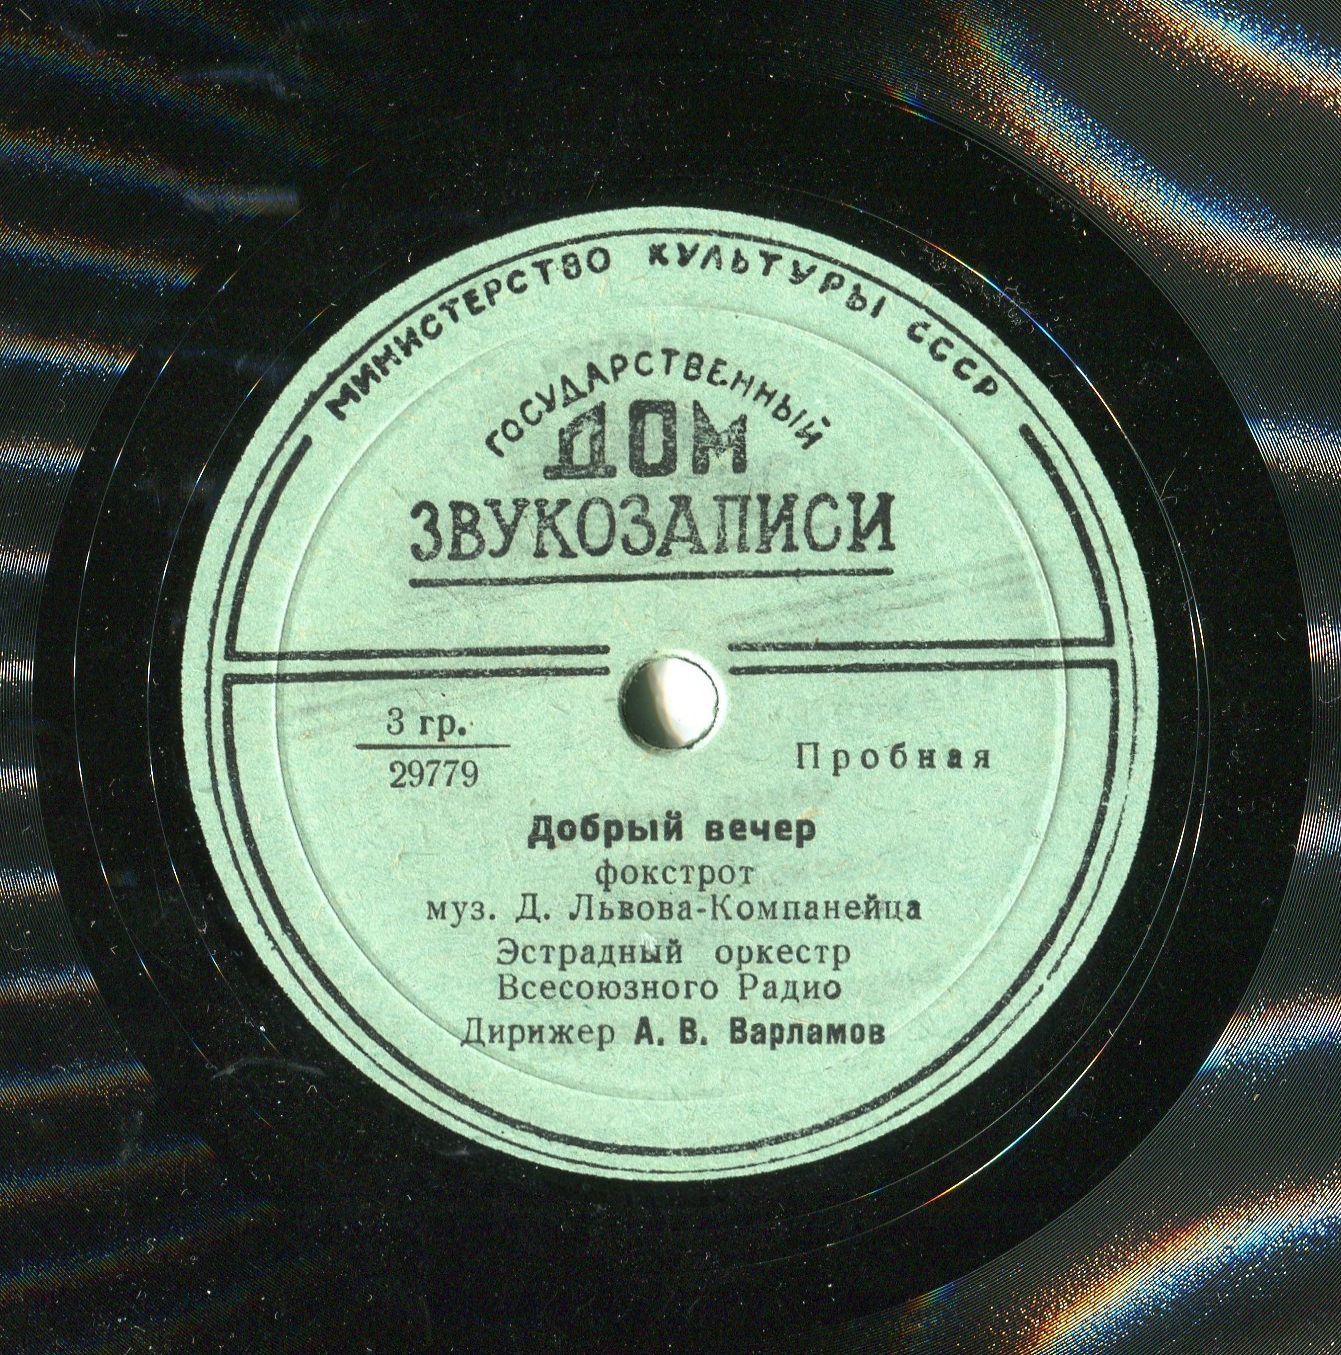 МИНИСТЕРСТВО КУЛЬТУРЫ СССР
ГОСУДАРСТВЕННЫЙ
ДОМ
ЗВУКОЗАПИСИ
3 гр.
29779
Пробная
Добрый вечер
фокстрот
муз. Д. Львова-Компанейца
Эстрадный оркестр
Всесоюзного Радио
Дирижер А. В. Варламов